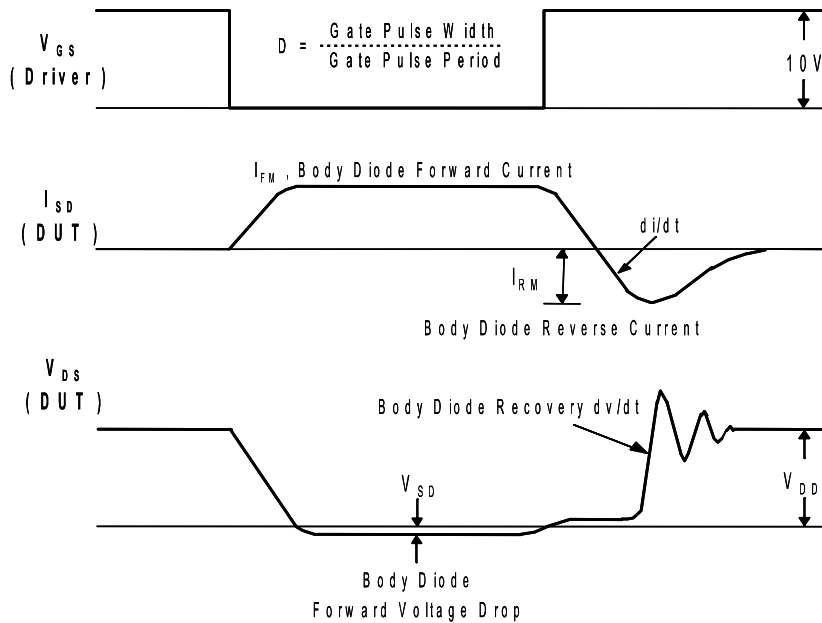 V_GS
(Driver)
D = Gate Pulse Width
Gate Pulse Period
10V
I_FM , Body Diode Forward Current
I_SD
(DUT)
di/dt
I_RM
Body Diode Reverse Current
V_DS
(DUT)
Body Diode Recovery dv/dt
V_SD
V_DD
Body Diode
Forward Voltage Drop